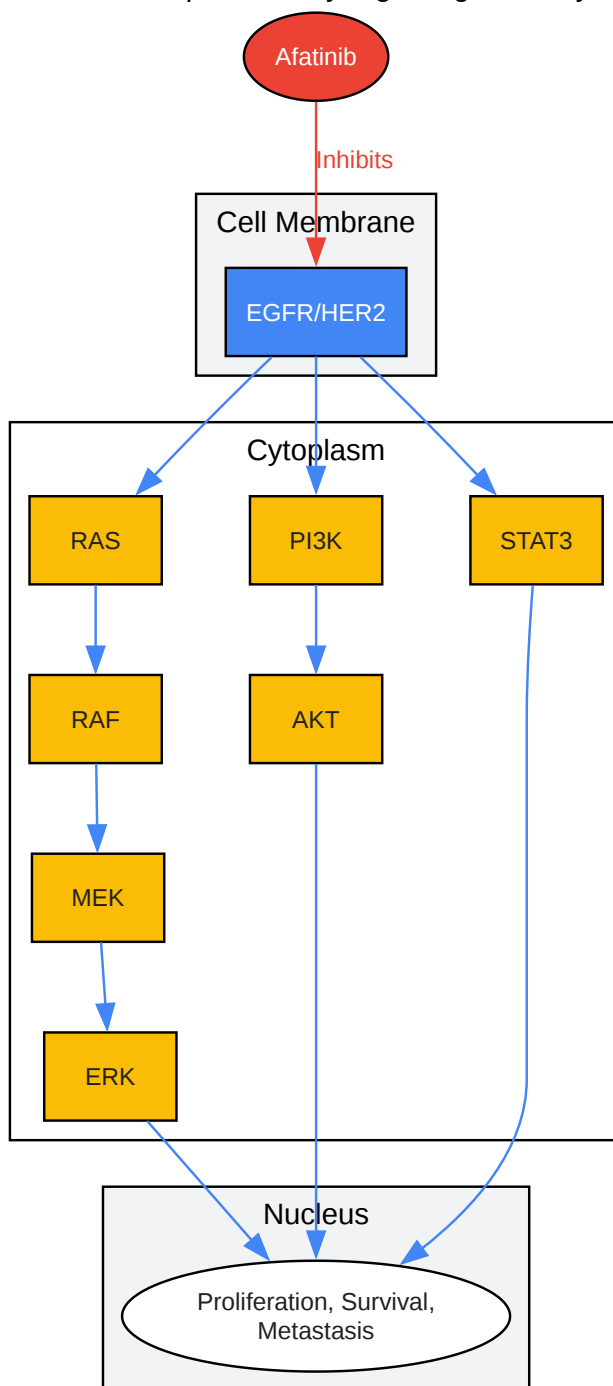 Afatinib
Inhibits
Cell Membrane
EGFR/HER2
Cytoplasm
RAS
PI3K
STAT3
RAF
AKT
MEK
ERK
Nucleus
Proliferation, Survival,
Metastasis